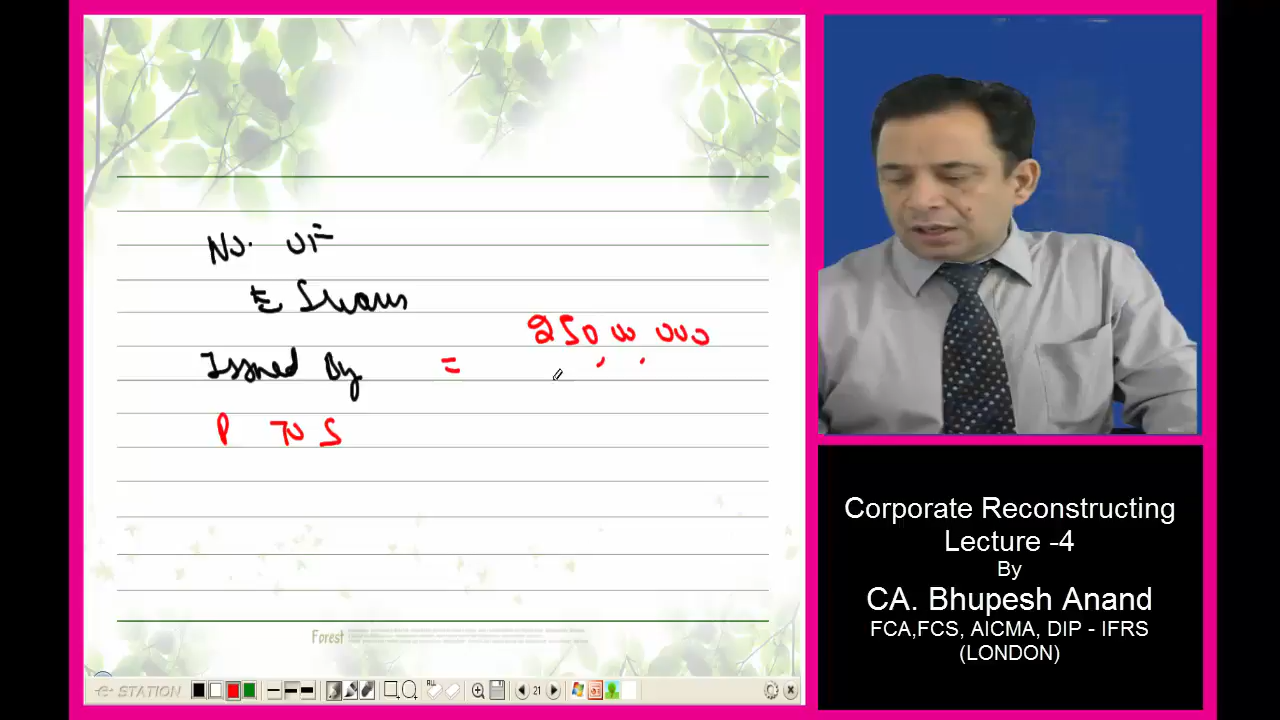 No. of
E Shares
250,00,000
Issued By =
P To S
Forest
e-STATION
21
Corporate Reconstructing
Lecture -4
By
CA. Bhupesh Anand
FCA,FCS, AICMA, DIP - IFRS
(LONDON)